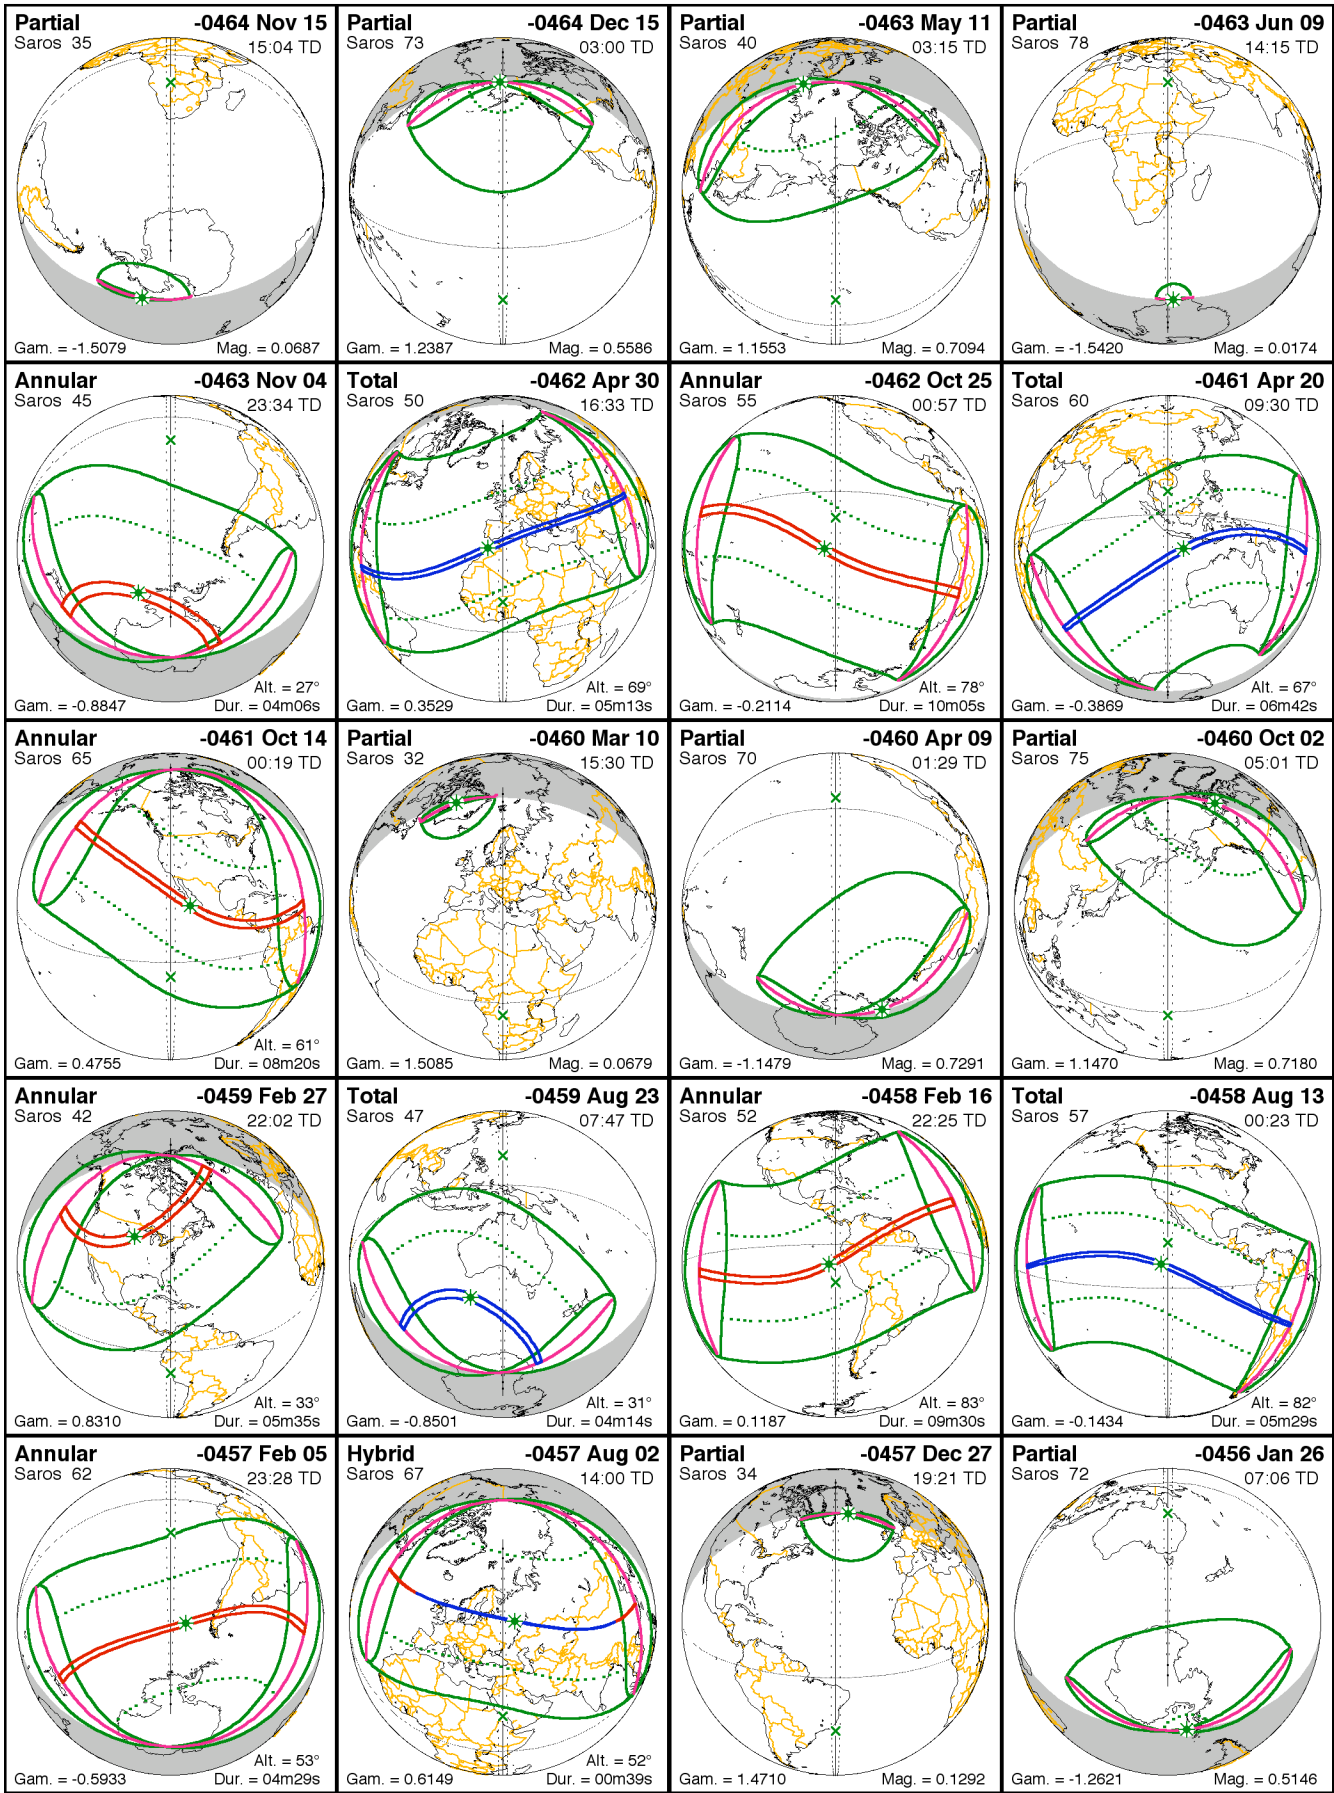 Partial -0464 Nov 15
Saros 35 15:04 TD
Gam. = -1.5079 Mag. = 0.0687
Partial -0464 Dec 15
Saros 73 03:00 TD
Gam. = 1.2387 Mag. = 0.5586
Partial -0463 May 11
Saros 40 03:15 TD
Gam. = 1.1553 Mag. = 0.7094
Partial -0463 Jun 09
Saros 78 14:15 TD
Gam. = -1.5420 Mag. = 0.0174
Annular -0463 Nov 04
Saros 45 23:34 TD
Alt. = 27°
Gam. = -0.8847 Dur. = 04m06s
Total -0462 Apr 30
Saros 50 16:33 TD
Alt. = 69°
Gam. = 0.3529 Dur. = 05m13s
Annular -0462 Oct 25
Saros 55 00:57 TD
Alt. = 78°
Gam. = -0.2114 Dur. = 10m05s
Total -0461 Apr 20
Saros 60 09:30 TD
Alt. = 67°
Gam. = -0.3869 Dur. = 06m42s
Annular -0461 Oct 14
Saros 65 00:19 TD
Alt. = 61°
Gam. = 0.4755 Dur. = 08m20s
Partial -0460 Mar 10
Saros 32 15:30 TD
Gam. = 1.5085 Mag. = 0.0679
Partial -0460 Apr 09
Saros 70 01:29 TD
Gam. = -1.1479 Mag. = 0.7291
Partial -0460 Oct 02
Saros 75 05:01 TD
Gam. = 1.1470 Mag. = 0.7180
Annular -0459 Feb 27
Saros 42 22:02 TD
Alt. = 33°
Gam. = 0.8310 Dur. = 05m35s
Total -0459 Aug 23
Saros 47 07:47 TD
Alt. = 31°
Gam. = -0.8501 Dur. = 04m14s
Annular -0458 Feb 16
Saros 52 22:25 TD
Alt. = 83°
Gam. = 0.1187 Dur. = 09m30s
Total -0458 Aug 13
Saros 57 00:23 TD
Alt. = 82°
Gam. = -0.1434 Dur. = 05m29s
Annular -0457 Feb 05
Saros 62 23:28 TD
Alt. = 53°
Gam. = -0.5933 Dur. = 04m29s
Hybrid -0457 Aug 02
Saros 67 14:00 TD
Alt. = 52°
Gam. = 0.6149 Dur. = 00m39s
Partial -0457 Dec 27
Saros 34 19:21 TD
Gam. = 1.4710 Mag. = 0.1292
Partial -0456 Jan 26
Saros 72 07:06 TD
Gam. = -1.2621 Mag. = 0.5146